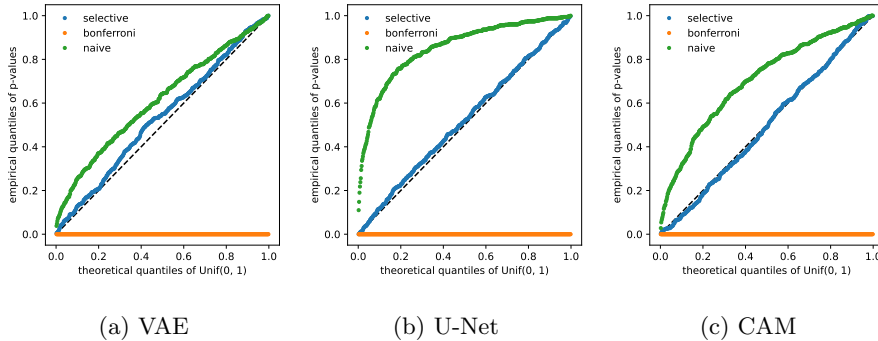 selective
bonferroni
naive
1.0
0.8
0.6
0.4
0.2
0.0
empirical quantiles of p-values
0.0 0.2 0.4 0.6 0.8 1.0
theoretical quantiles of Unif(0, 1)
(a) VAE
selective
bonferroni
naive
1.0
0.8
0.6
0.4
0.2
0.0
empirical quantiles of p-values
0.0 0.2 0.4 0.6 0.8 1.0
theoretical quantiles of Unif(0, 1)
(b) U-Net
selective
bonferroni
naive
1.0
0.8
0.6
0.4
0.2
0.0
empirical quantiles of p-values
0.0 0.2 0.4 0.6 0.8 1.0
theoretical quantiles of Unif(0, 1)
(c) CAM